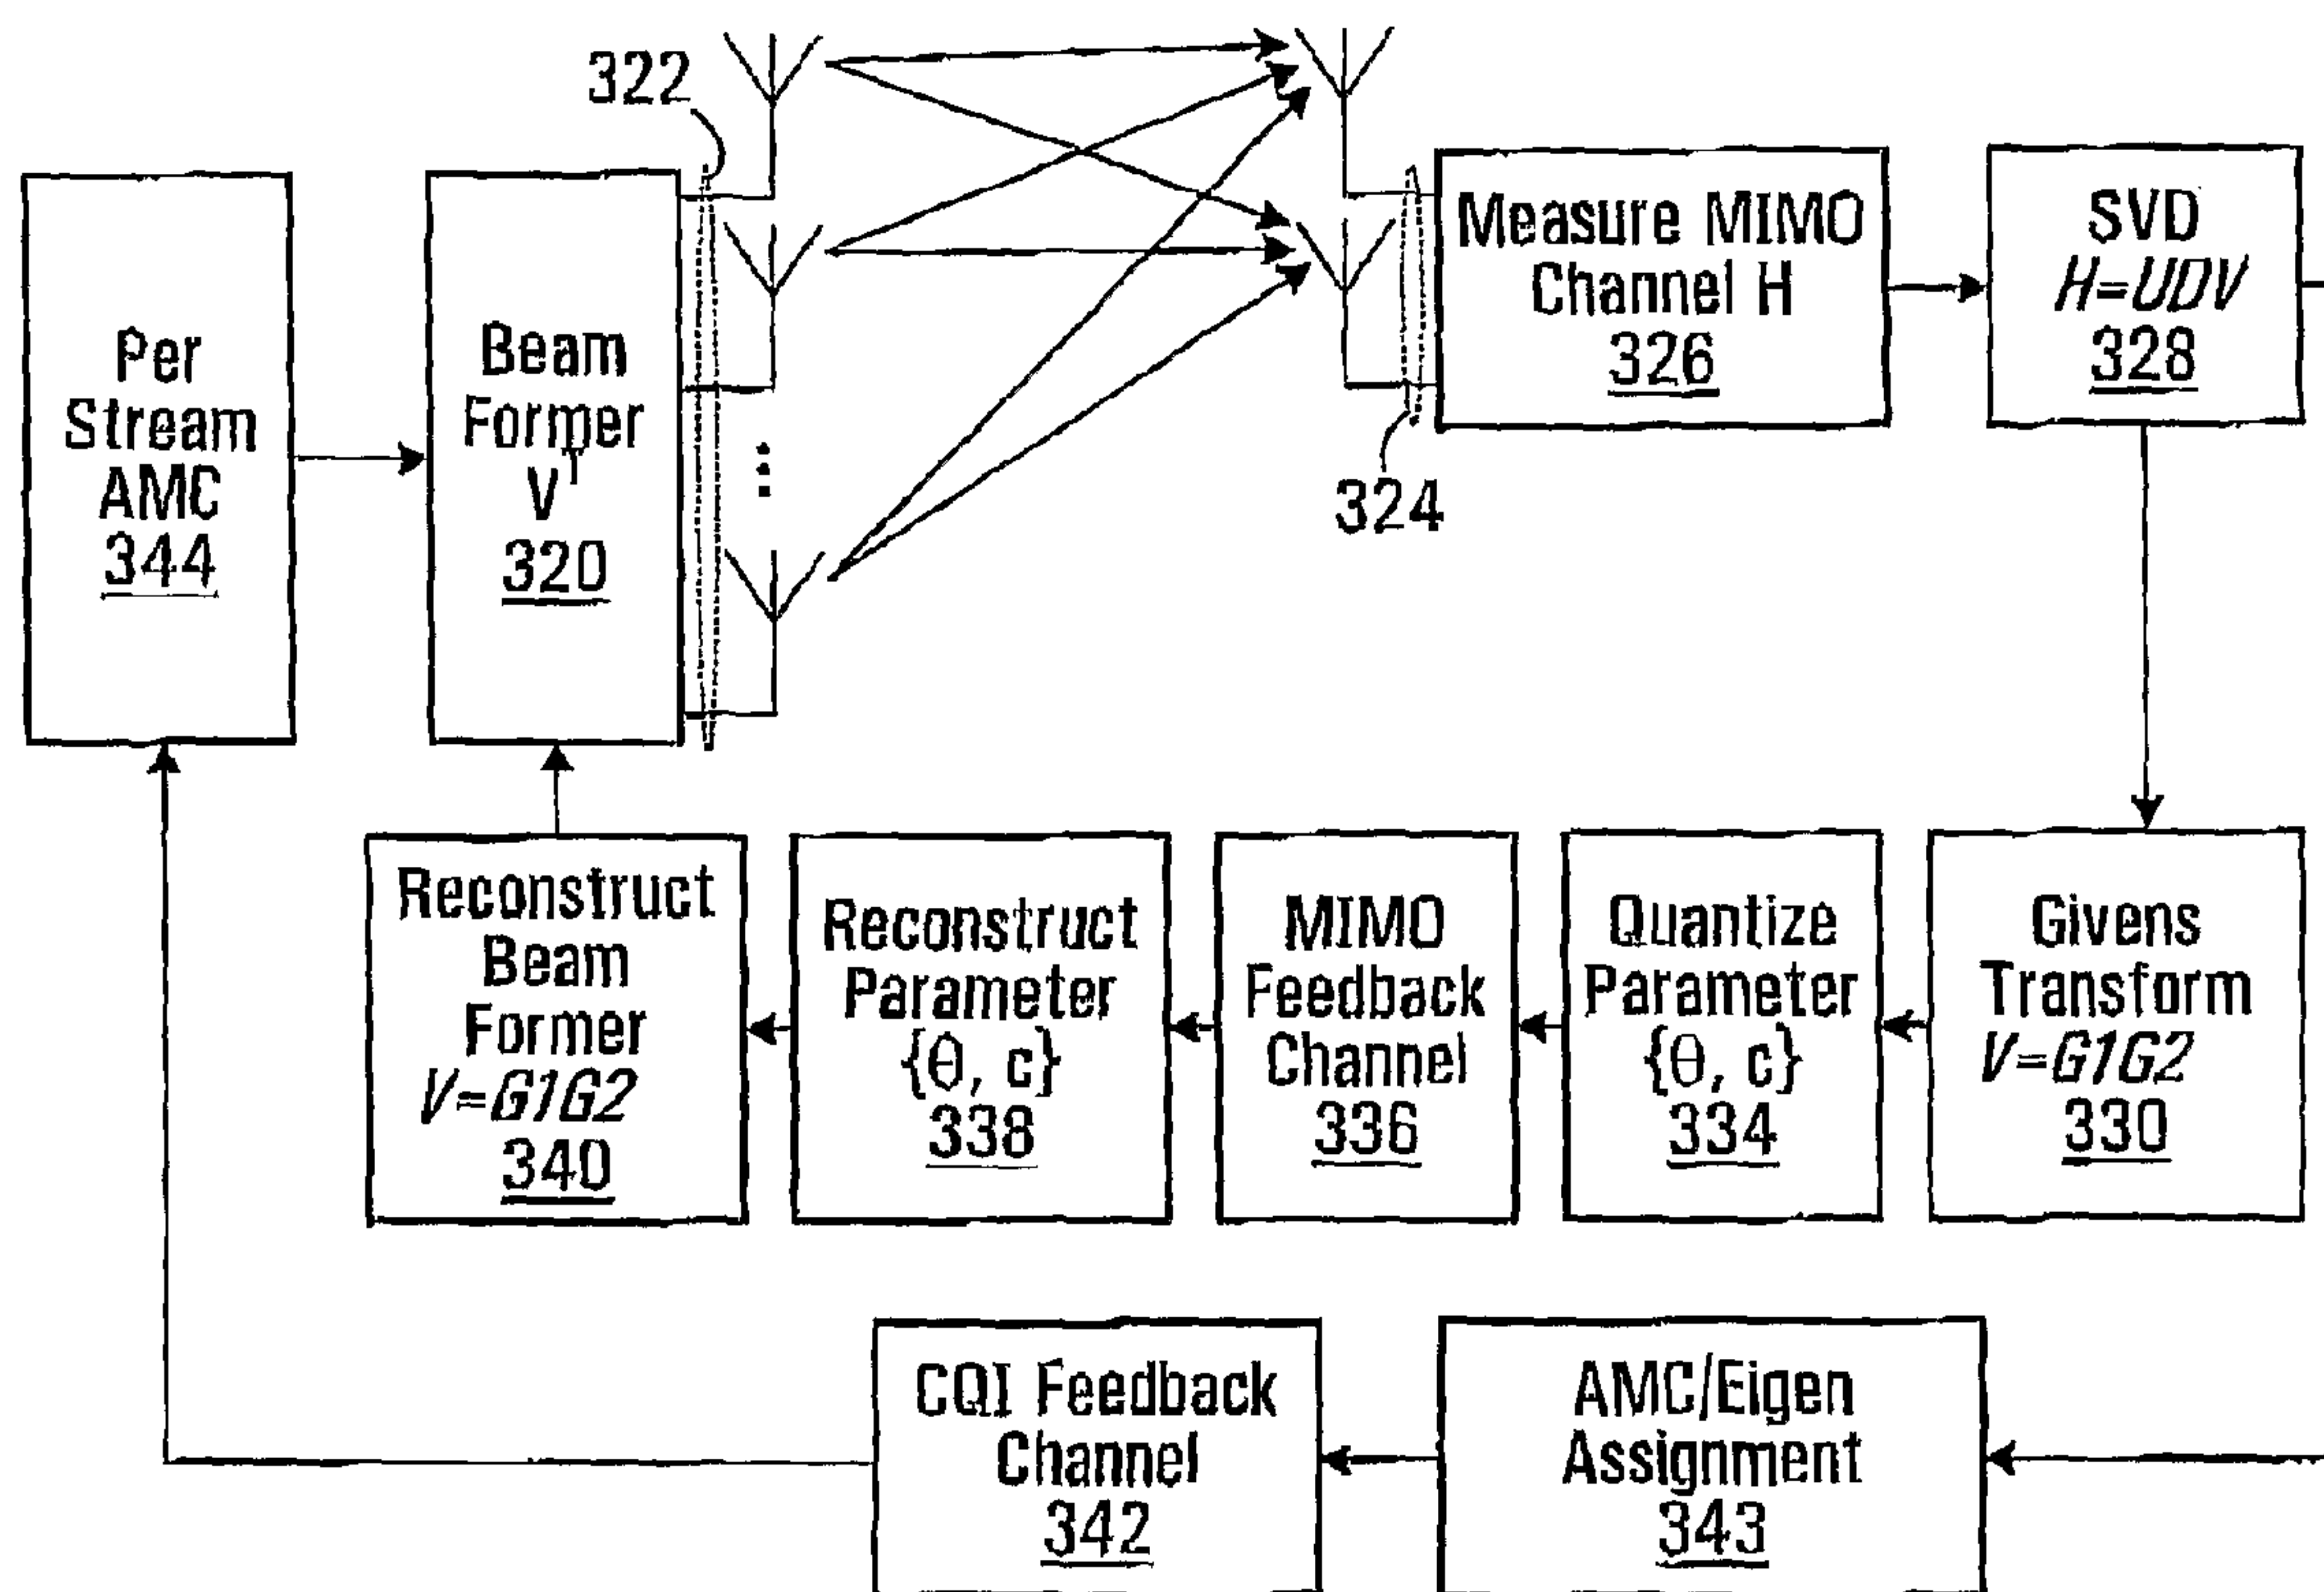 322
Per
Stream
AMC
344
Beam
Former
V'
320
324
Measure MIMO
Channel H
326
SVD
H=UDV
328
Reconstruct
Beam
Former
V=G1G2
340
Reconstruct
Parameter
{Θ, c}
338
MIMO
Feedback
Channel
336
Quantize
Parameter
{Θ, c}
334
Givens
Transform
V=G1G2
330
CQI Feedback
Channel
342
AMC/Eigen
Assignment
343